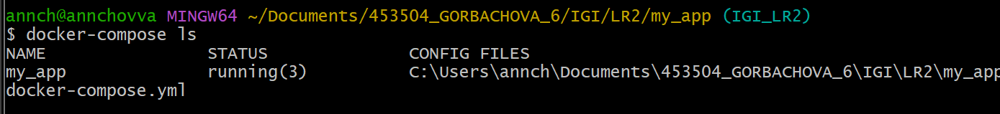 annch@annchovva MINGW64 ~/Documents/453504_GORBACHOVA_6/IGI/LR2/my_app (IGI_LR2)
$ docker-compose ls
NAME                STATUS              CONFIG FILES
my_app              running(3)          C:\Users\annch\Documents\453504_GORBACHOVA_6\IGI\LR2\my_app
docker-compose.yml